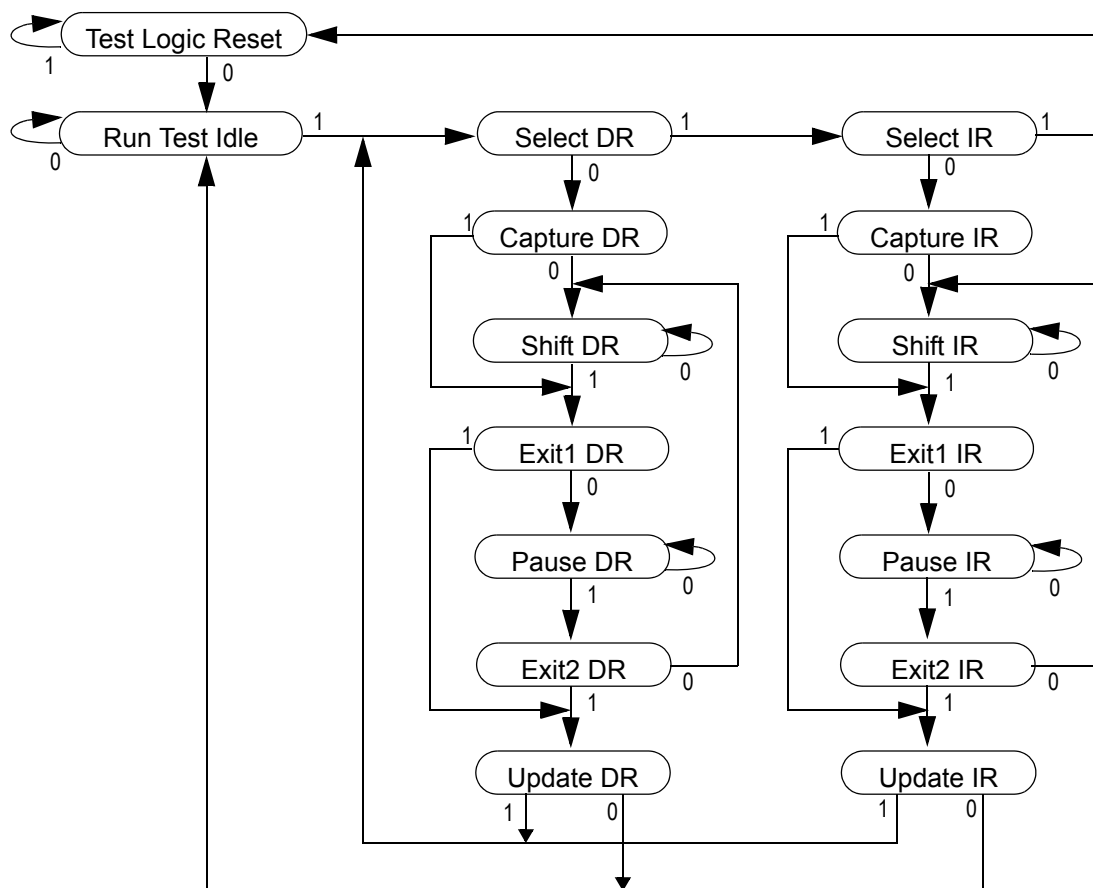 Test Logic Reset
1
0
Run Test Idle
1
0
Select DR
1
0
Select IR
1
0
1
Capture DR
0
1
Capture IR
0
Shift DR
0
1
Shift IR
0
1
1
Exit1 DR
0
1
Exit1 IR
0
Pause DR
0
1
Pause IR
0
1
Exit2 DR
0
1
Exit2 IR
0
1
Update DR
1
0
Update IR
1
0